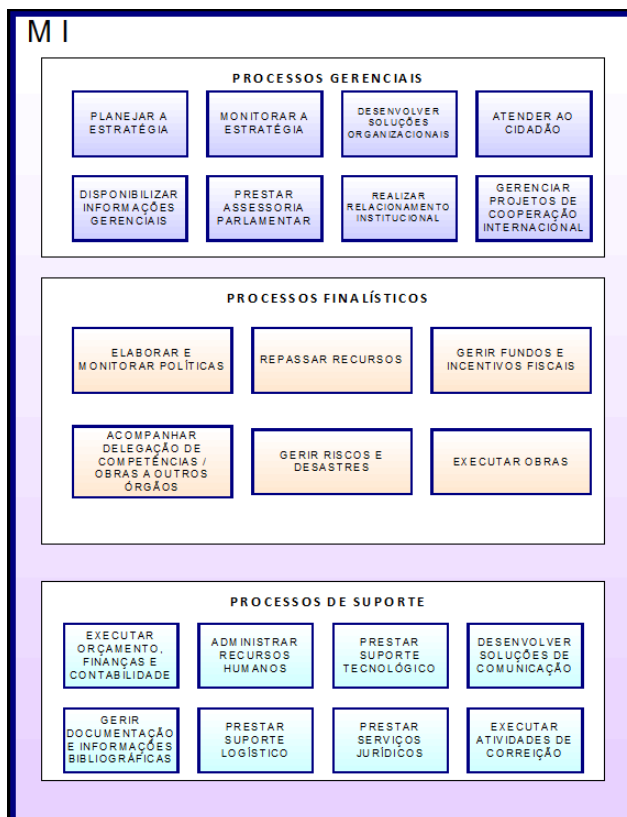 M I
PROCESSOS GERENCIAIS
PLANEJAR A
ESTRATÉGIA
MONITORAR A
ESTRATÉGIA
DESENVOLVER
SOLUÇÕES
ORGANIZACIONAIS
ATENDER AO
CIDADÃO
DISPONIBILIZAR
INFORMAÇÕES
GERENCIAIS
PRESTAR
ASSESSORIA
PARLAMENTAR
REALIZAR
RELACIONAMENTO
INSTITUCIONAL
GERENCIAR
PROJETOS DE
COOPERAÇÃO
INTERNACIONAL
PROCESSOS FINALÍSTICOS
ELABORAR E
MONITORAR POLÍTICAS
REPASSAR RECURSOS
GERIR FUNDOS E
INCENTIVOS FISCAIS
ACOMPANHAR
DELEGAÇÃO DE
COMPETÊNCIAS /
OBRAS A OUTROS
ÓRGÃOS
GERIR RISCOS E
DESASTRES
EXECUTAR OBRAS
PROCESSOS DE SUPORTE
EXECUTAR
ORÇAMENTO,
FINANÇAS E
CONTABILIDADE
ADMINISTRAR
RECURSOS
HUMANOS
PRESTAR
SUPORTE
TECNOLÓGICO
DESENVOLVER
SOLUÇÕES DE
COMUNICAÇÃO
GERIR
DOCUMENTAÇÃO
E INFORMAÇÕES
BIBLIOGRÁFICAS
PRESTAR
SUPORTE
LOGÍSTICO
PRESTAR
SERVIÇOS
JURÍDICOS
EXECUTAR
ATIVIDADES DE
CORREIÇÃO